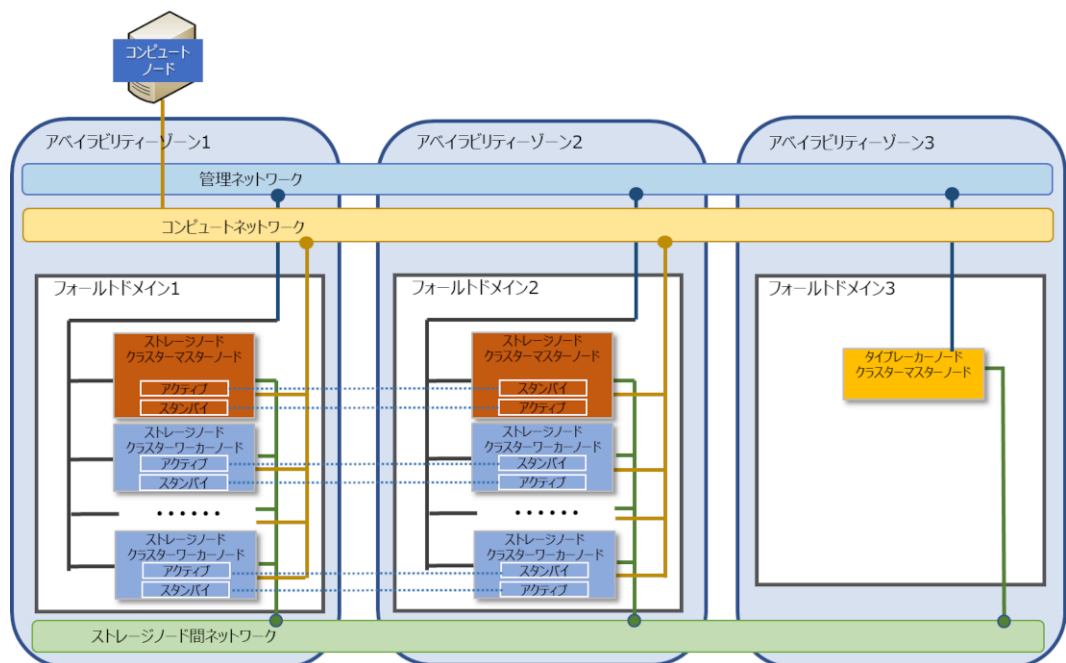 コンピュート
ノード
アベイラビリティーゾーン1
アベイラビリティーゾーン2
アベイラビリティーゾーン3
管理ネットワーク
コンピュートネットワーク
フォールトドメイン1
フォールトドメイン2
フォールトドメイン3
ストレージノード
クラスターマスターノード
アクティブ
スタンバイ
ストレージノード
クラスターワーカーノード
アクティブ
スタンバイ
・・・・・・
ストレージノード
クラスターワーカーノード
アクティブ
スタンバイ
ストレージノード
クラスターマスターノード
スタンバイ
アクティブ
ストレージノード
クラスターワーカーノード
スタンバイ
アクティブ
・・・・・・
ストレージノード
クラスターワーカーノード
スタンバイ
アクティブ
タイブレーカーノード
クラスターマスターノード
ストレージノード間ネットワーク